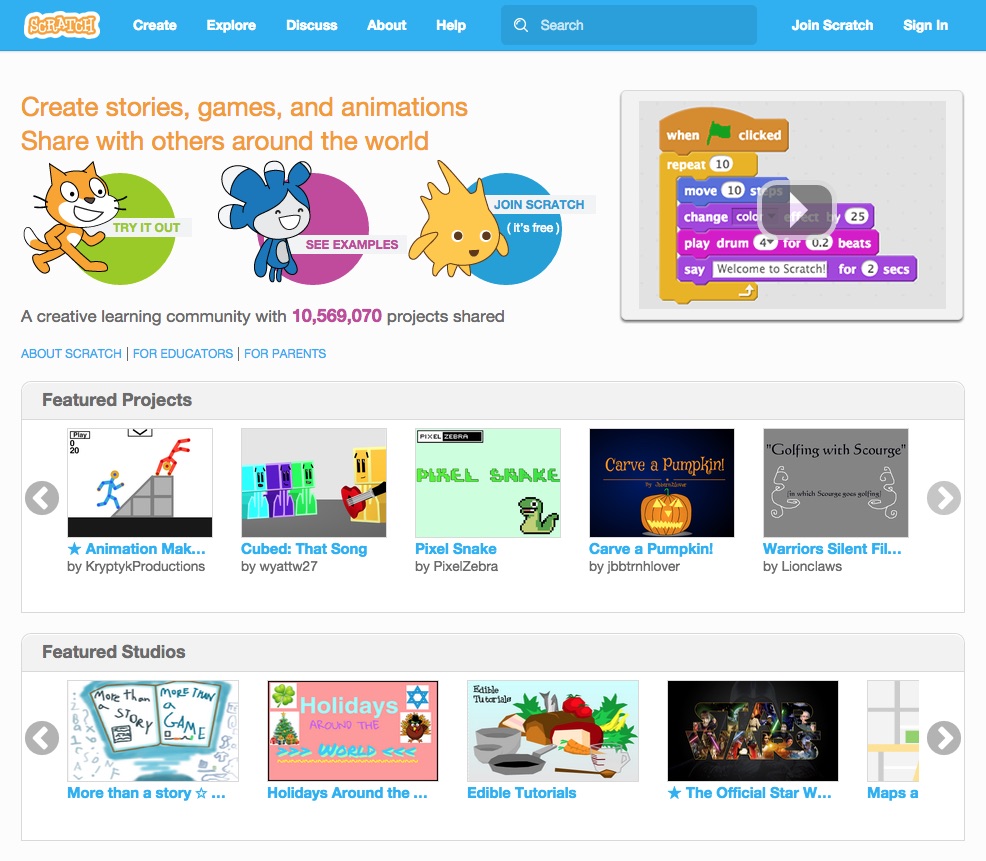 SCRATCH
Create Explore Discuss About Help Search Join Scratch Sign In
Create stories, games, and animations
Share with others around the world
TRY IT OUT
SEE EXAMPLES
JOIN SCRATCH
( it's free )
when clicked
repeat 10
move 10 steps
change color effect by 25
play drum 4 for 0.2 beats
say Welcome to Scratch! for 2 secs
A creative learning community with 10,569,070 projects shared
ABOUT SCRATCH | FOR EDUCATORS | FOR PARENTS
Featured Projects
Play
0
20
PIXEL ZEBRA
PIXEL SNAKE
Carve a Pumpkin!
by jbbtrnhlover
"Golfing with Scourge"
[in which Scourge goes golfing]
★ Animation Mak...
by KryptykProductions
Cubed: That Song
by wyattw27
Pixel Snake
by PixelZebra
Carve a Pumpkin!
by jbbtrnhlover
Warriors Silent Fil...
by Lionclaws
Featured Studios
More than
a
STORY
MORE THAN
a
GAME
Holidays
AROUND THE
>>> WORLD <<<
Edible
Tutorials
More than a story ☆ ...
Holidays Around the ...
Edible Tutorials
★ The Official Star W...
Maps a